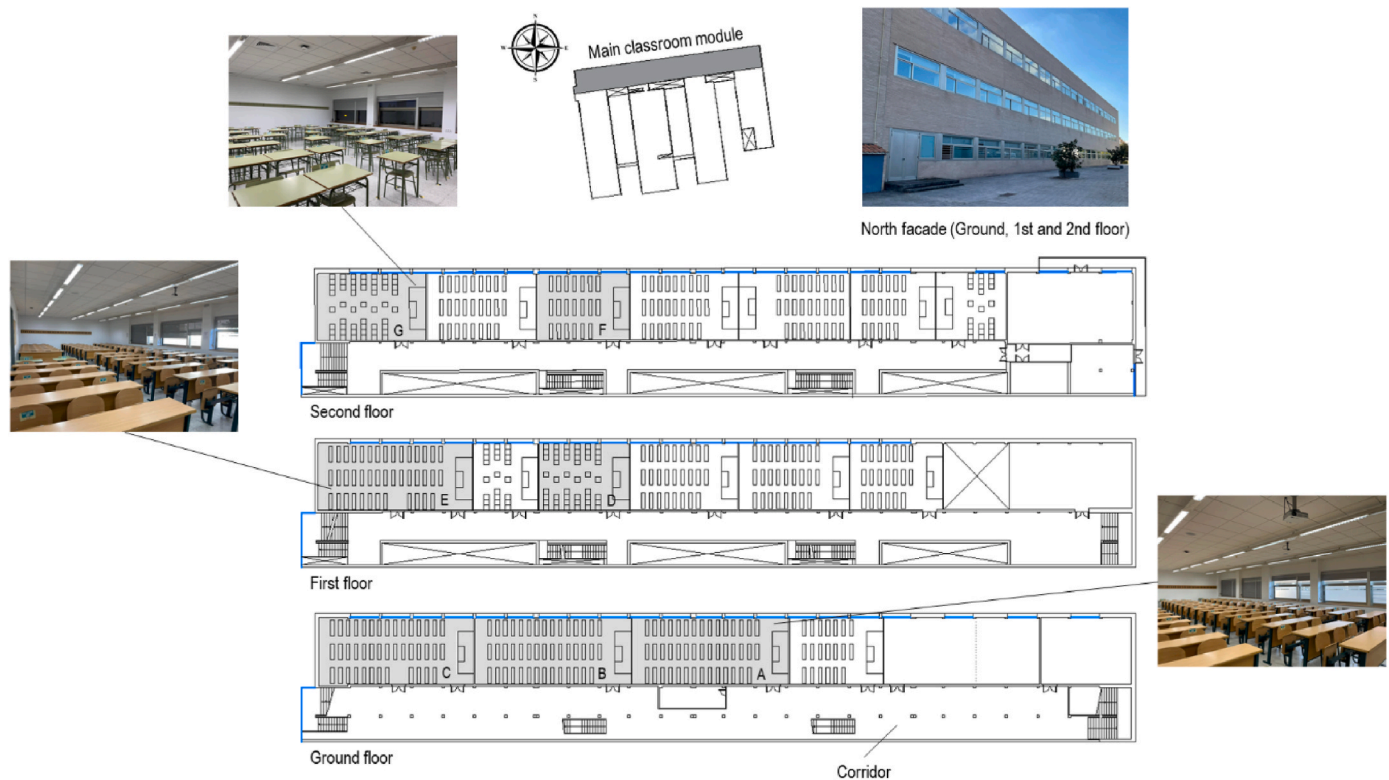 N
W
E
S
Main classroom module
North facade (Ground, 1st and 2nd floor)
G
F
Second floor
E
D
First floor
C
B
A
Ground floor
Corridor